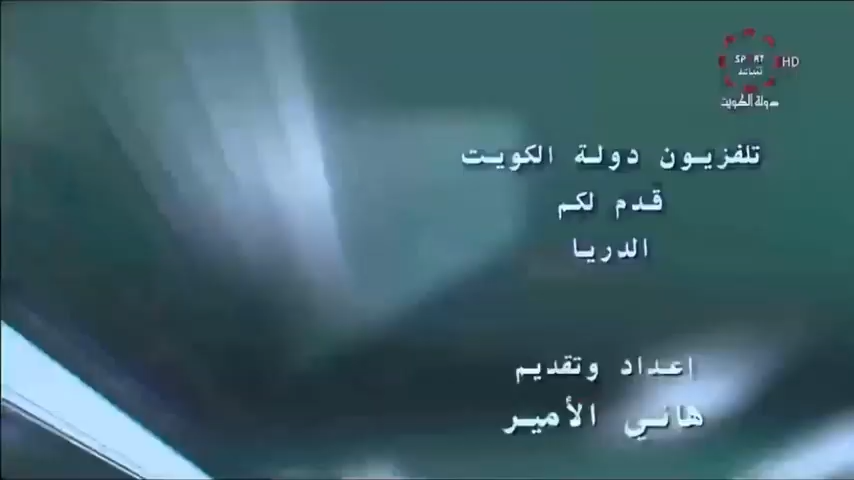 SPORT HD
دولة الكويت
تلفزيون دولة الكويت
قدم لكم
الدريا
إعداد وتقديم
هاني الأمير